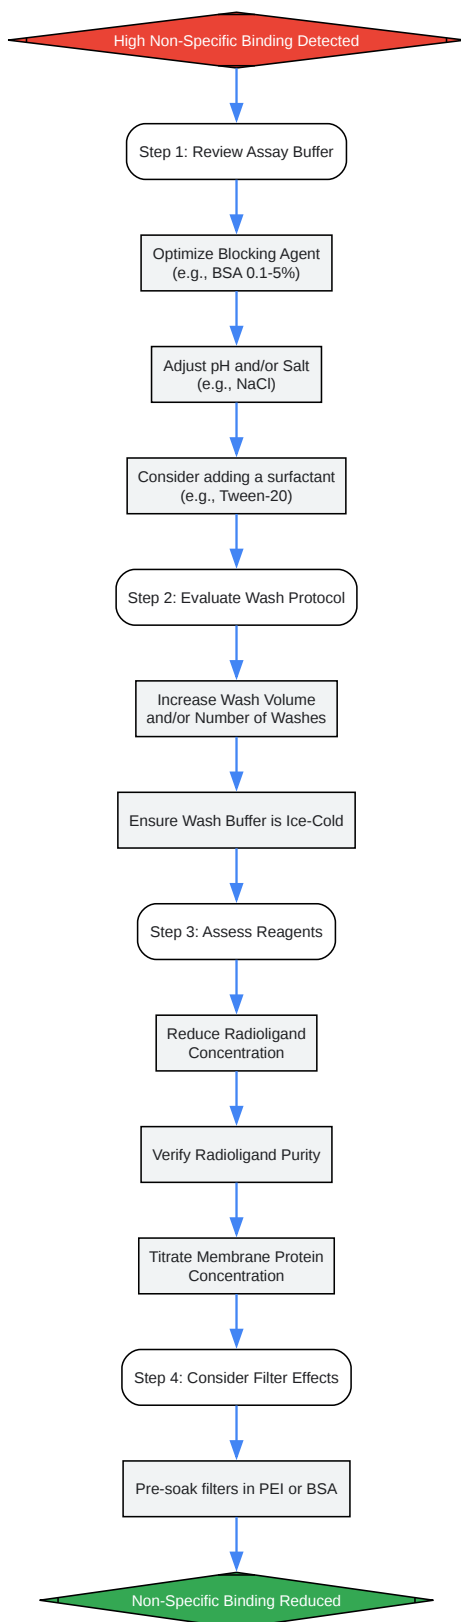 High Non-Specific Binding Detected
Step 1: Review Assay Buffer
Optimize Blocking Agent
(e.g., BSA 0.1-5%)
Adjust pH and/or Salt
(e.g., NaCl)
Consider adding a surfactant
(e.g., Tween-20)
Step 2: Evaluate Wash Protocol
Increase Wash Volume
and/or Number of Washes
Ensure Wash Buffer is Ice-Cold
Step 3: Assess Reagents
Reduce Radioligand
Concentration
Verify Radioligand Purity
Titrate Membrane Protein
Concentration
Step 4: Consider Filter Effects
Pre-soak filters in PEI or BSA
Non-Specific Binding Reduced